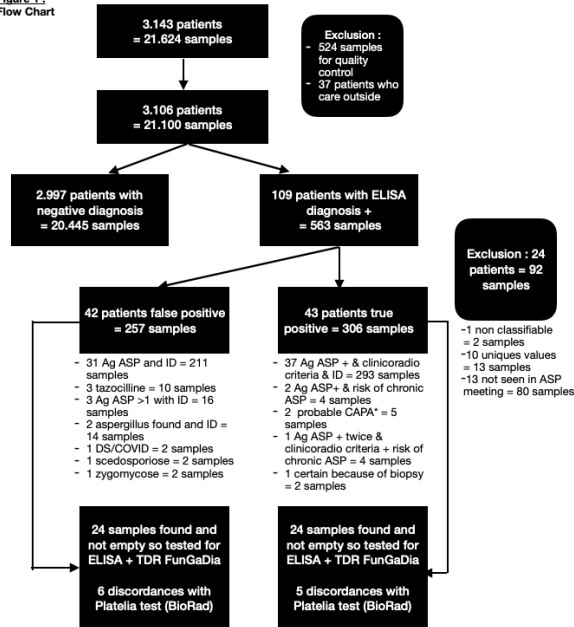 Figure 1 :
Flow Chart
3.143 patients
= 21.624 samples
Exclusion :
- 524 samples
for quality
control
- 37 patients who
care outside
3.106 patients
= 21.100 samples
2.997 patients with
negative diagnosis
= 20.445 samples
109 patients with ELISA
diagnosis +
= 563 samples
Exclusion : 24
patients = 92
samples
-1 non classifiable
= 2 samples
-10 uniques values
= 13 samples
-13 not seen in ASP
meeting = 80 samples
42 patients false positive
= 257 samples
43 patients true
positive = 306 samples
- 31 Ag ASP and ID = 211
samples
- 3 tazocilline = 10 samples
- 3 Ag ASP >1 with ID = 16
samples
- 2 aspergillus found and ID =
14 samples
- 1 DS/COVID = 2 samples
- 1 scedosporiose = 2 samples
- 1 zygomycose = 2 samples
- 37 Ag ASP + & clinicoradio
criteria & ID = 293 samples
- 2 Ag ASP+ & risk of chronic
ASP = 4 samples
- 2 probable CAPA* = 5
samples
- 1 Ag ASP + twice &
clinicoradio criteria + risk of
chronic ASP = 4 samples
- 1 certain because of biopsy
= 2 samples
24 samples found and
not empty so tested for
ELISA + TDR FunGaDia
6 discordances with
Platelia test (BioRad)
24 samples found and
not empty so tested for
ELISA + TDR FunGaDia
5 discordances with
Platelia test (BioRad)